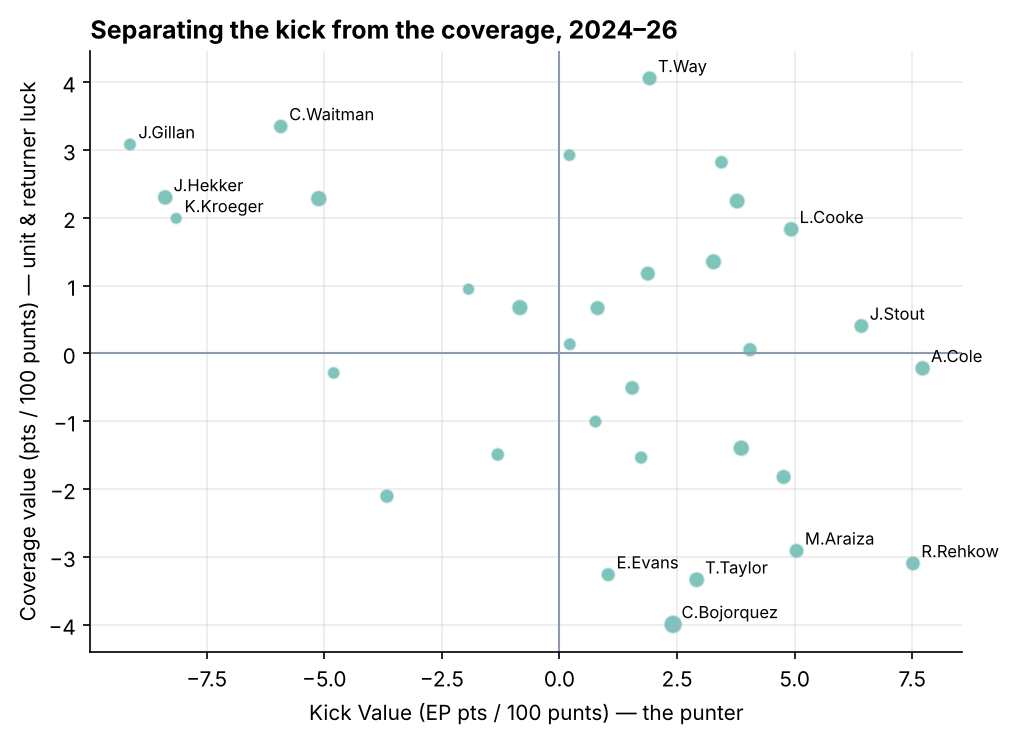 Separating the kick from the coverage, 2024–26
T.Way
C.Waitman
J.Gillan
J.Hekker
K.Kroeger
L.Cooke
J.Stout
A.Cole
M.Araiza
R.Rehkow
E.Evans
T.Taylor
C.Bojorquez
4
3
2
1
0
−1
−2
−3
−4
Coverage value (pts / 100 punts) — unit & returner luck
−7.5
−5.0
−2.5
0.0
2.5
5.0
7.5
Kick Value (EP pts / 100 punts) — the punter